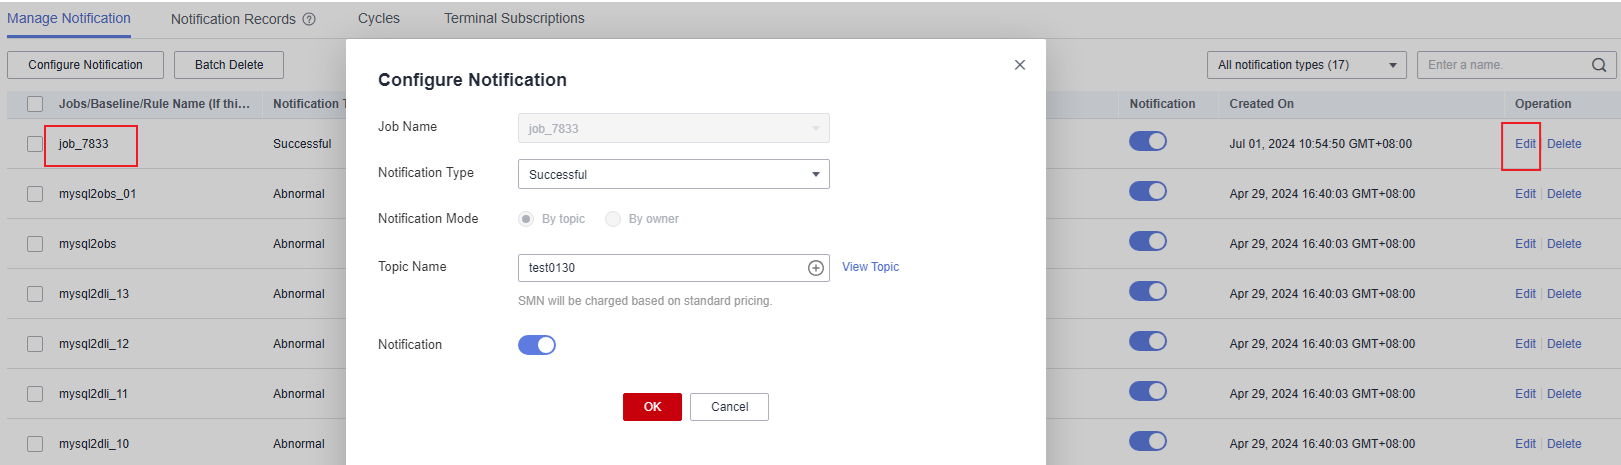 Manage Notification Notification Records ? Cycles Terminal Subscriptions
Configure Notification Batch Delete All notification types (17) Enter a name.
Jobs/Baseline/Rule Name (If thi... Notification T Notification Created On Operation
job_7833 Successful Jul 01, 2024 10:54:50 GMT+08:00 Edit Delete
mysql2obs_01 Abnormal Apr 29, 2024 16:40:03 GMT+08:00 Edit Delete
mysql2obs Abnormal Apr 29, 2024 16:40:03 GMT+08:00 Edit Delete
mysql2dli_13 Abnormal Apr 29, 2024 16:40:03 GMT+08:00 Edit Delete
mysql2dli_12 Abnormal Apr 29, 2024 16:40:03 GMT+08:00 Edit Delete
mysql2dli_11 Abnormal Apr 29, 2024 16:40:03 GMT+08:00 Edit Delete
mysql2dli_10 Abnormal Apr 29, 2024 16:40:03 GMT+08:00 Edit Delete
Configure Notification
Job Name job_7833
Notification Type Successful
Notification Mode By topic By owner
Topic Name test0130 View Topic
SMN will be charged based on standard pricing.
Notification
OK Cancel